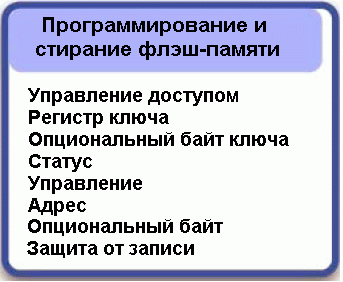 Программирование и
стирание флэш-памяти
Управление доступом
Регистр ключа
Опциональный байт ключа
Статус
Управление
Адрес
Опциональный байт
Защита от записи